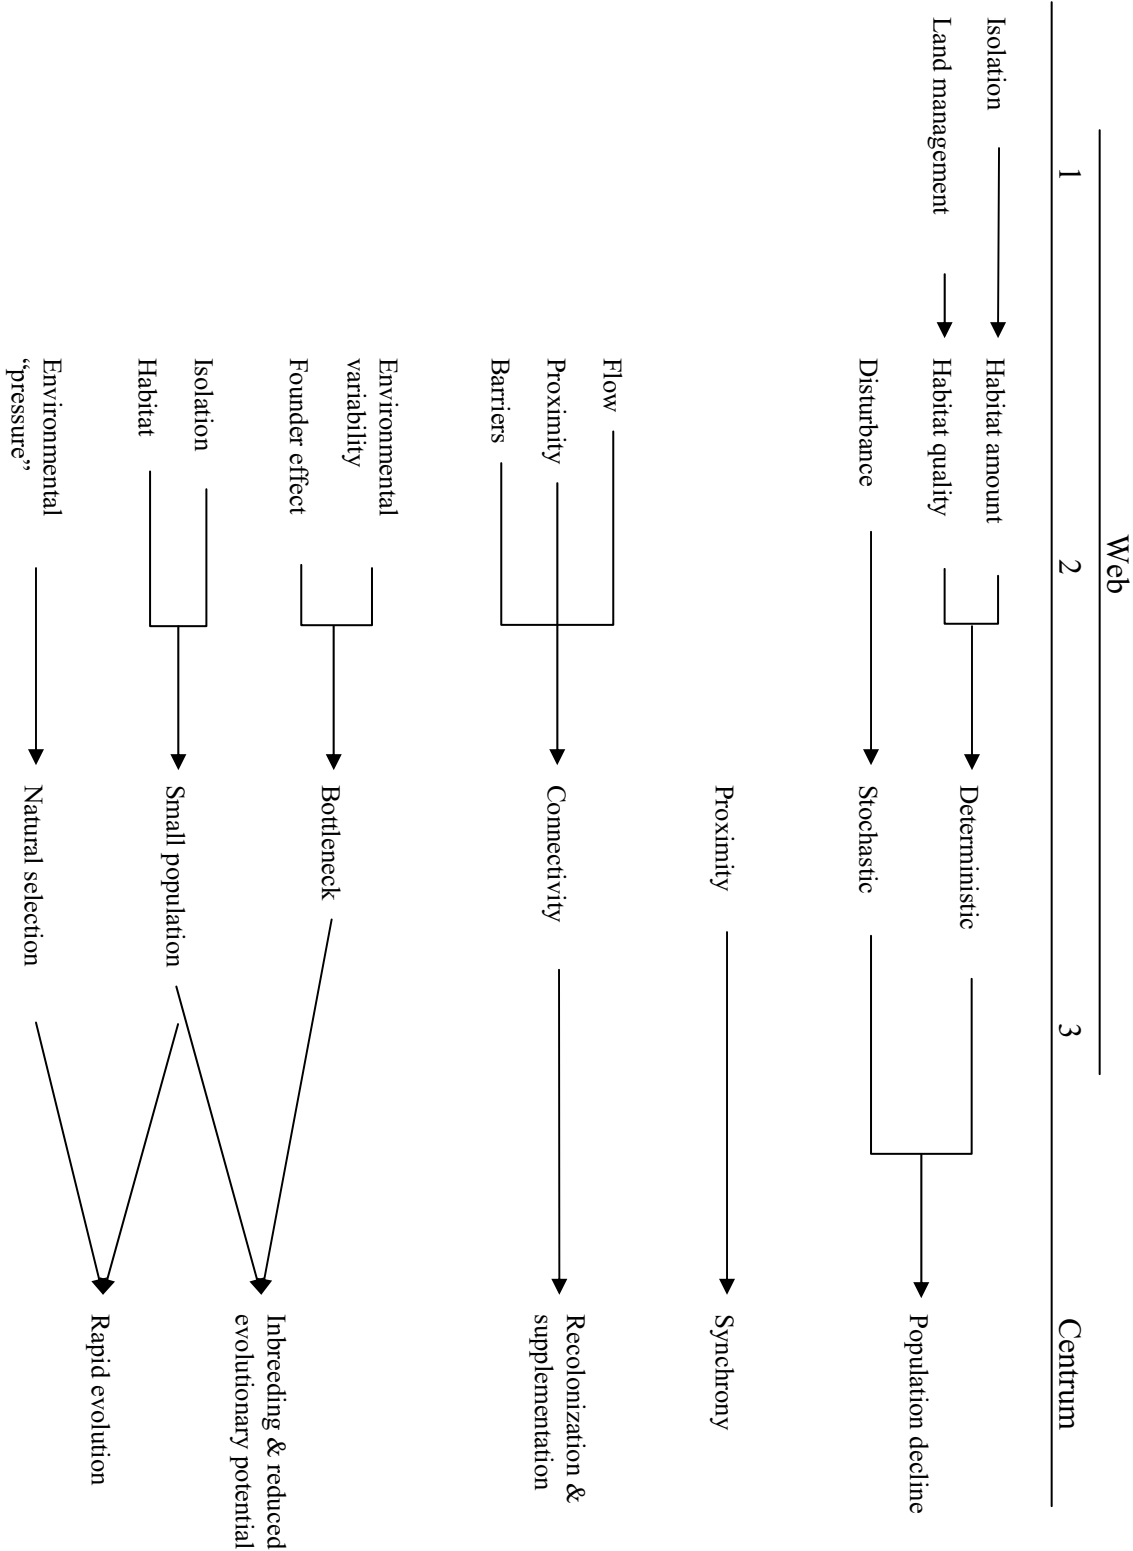 Web
1
2
3
Centrum
Isolation
Habitat amount
Deterministic
Land management
Habitat quality
Population decline
Disturbance
Stochastic
Proximity
Synchrony
Flow
Proximity
Connectivity
Recolonization &
supplementation
Barriers
Environmental
variability
Bottleneck
Founder effect
Inbreeding & reduced
evolutionary potential
Isolation
Small population
Habitat
Rapid evolution
Environmental
“pressure”
Natural selection